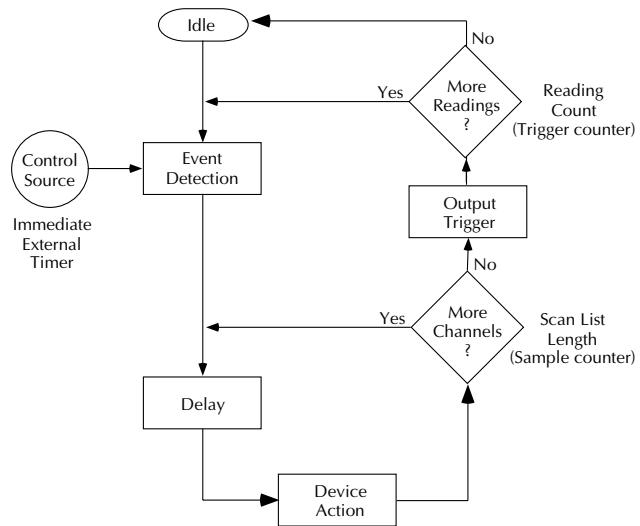 Idle
No
More
Readings
?
Yes
Reading
Count
(Trigger counter)
Control
Source
Event
Detection
Immediate
External
Timer
Output
Trigger
No
More
Channels
?
Yes
Scan List
Length
(Sample counter)
Delay
Device
Action